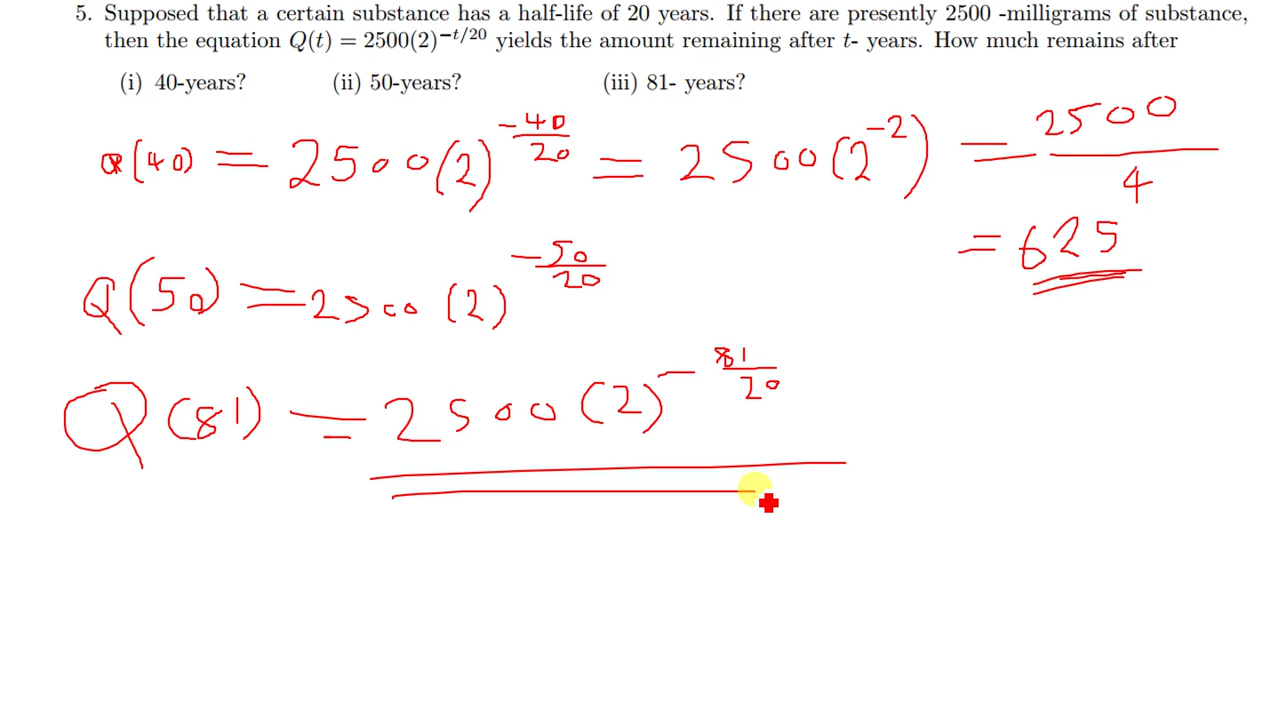 5. Supposed that a certain substance has a half-life of 20 years. If there are presently 2500 -milligrams of substance,
then the equation Q(t) = 2500(2)^{-t/20} yields the amount remaining after t- years. How much remains after
(i) 40-years? (ii) 50-years? (iii) 81- years?
Q(40) = 2500(2)^{-40/20} = 2500(2^{-2}) = 2500/4
= 625
Q(50) = 2500(2)^{-50/20}
Q(81) = 2500(2)^{-81/20}